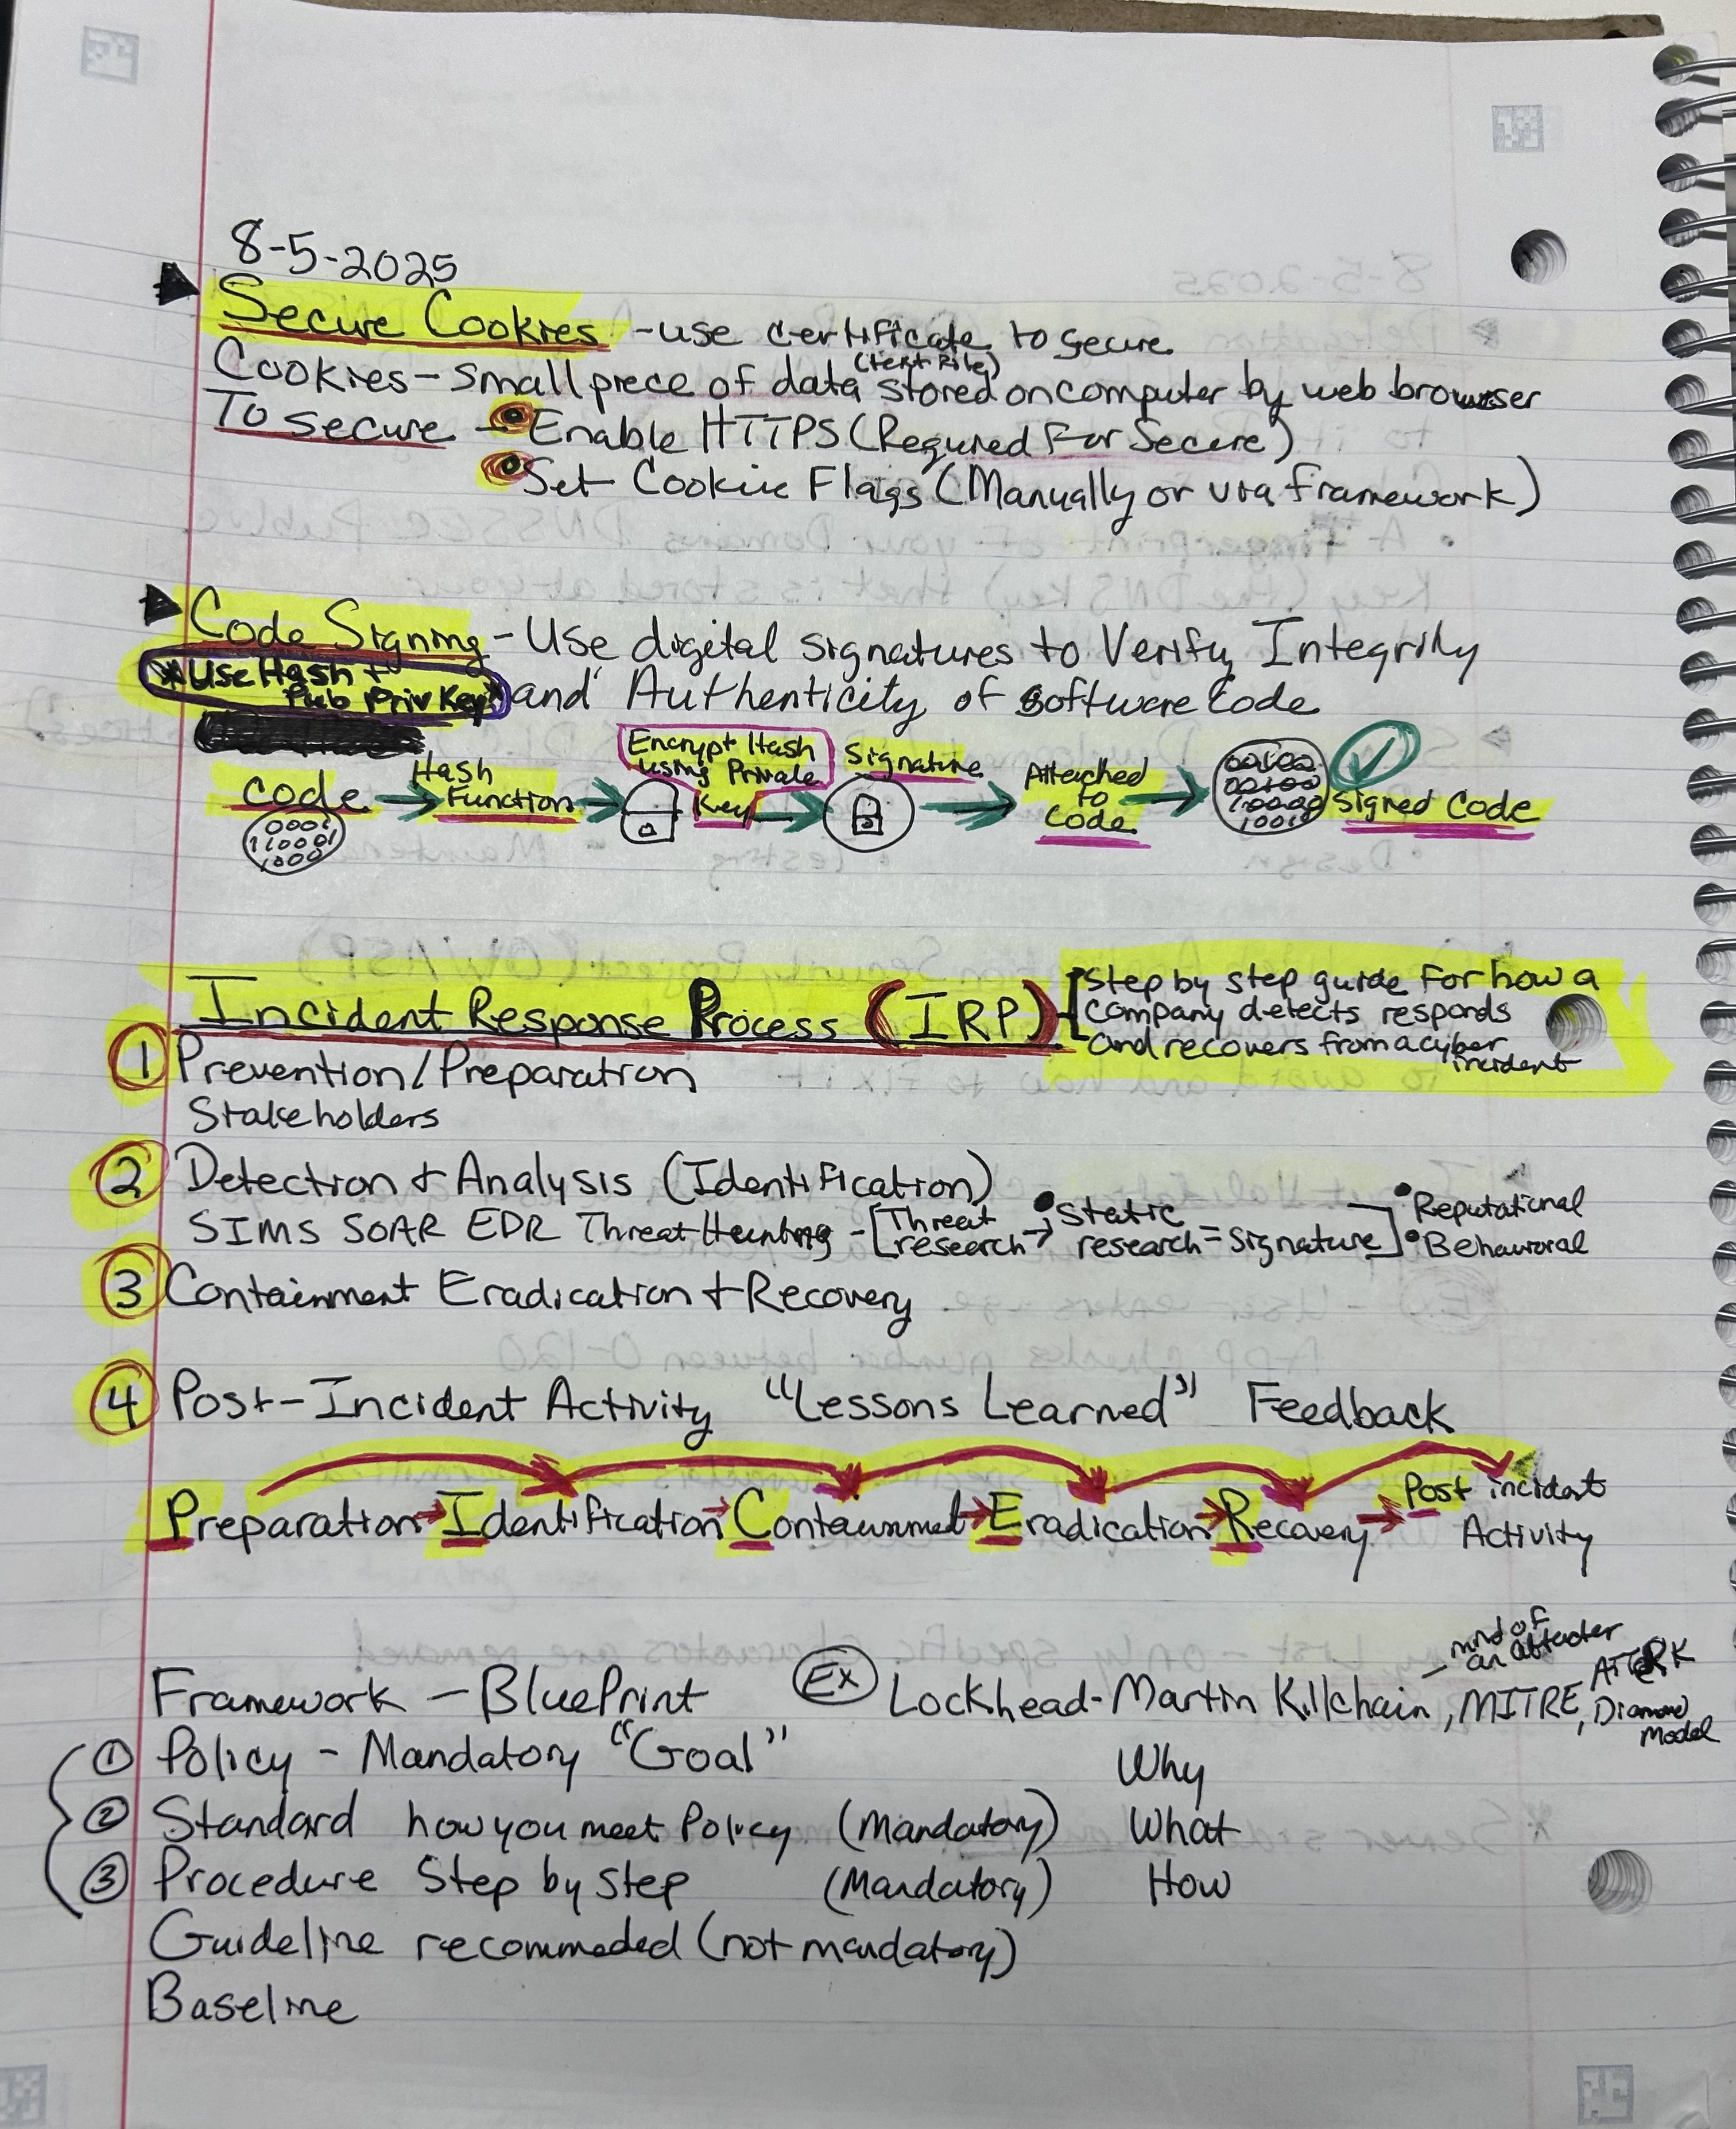 8-5-2025
Secure Cookies - use certificate to secure
Cookies - small piece of data (text file) stored on computer by web browser
To secure - • Enable HTTPS (Required For Secure)
• Set Cookie Flags (Manually or via framework)
Code Signing - Use digital signatures to Verify Integrity
* Use Hash +
Pub Priv Key *
and Authenticity of software Code
Code → Hash Function → Encrypt Hash using Private Key → Signature → Attached to Code → Signed Code
0001
110001
1000
00100
00100
10000
10010
Incident Response Process (IRP) - [Step by step guide for how a
company detects responds
and recovers from a cyber
incident
1 Prevention/Preparation
Stakeholders
2 Detection + Analysis (Identification)
SIMS SOAR EDR Threat Hunting - [Threat research → • Static research = signature] • Reputational
• Behavioral
3 Containment Eradication + Recovery
4 Post-Incident Activity "Lessons Learned" Feedback
Preparation → Identification → Containment → Eradication → Recovery → Post incident
Activity
Framework - BluePrint Ex Lockhead-Martin Killchain - mind of an attacker, MITRE ATT&CK, Diamond Model
1 Policy - Mandatory "Goal" Why
2 Standard how you meet Policy (Mandatory) What
3 Procedure Step by Step (Mandatory) How
Guideline recommeded (not mandatory)
Baseline